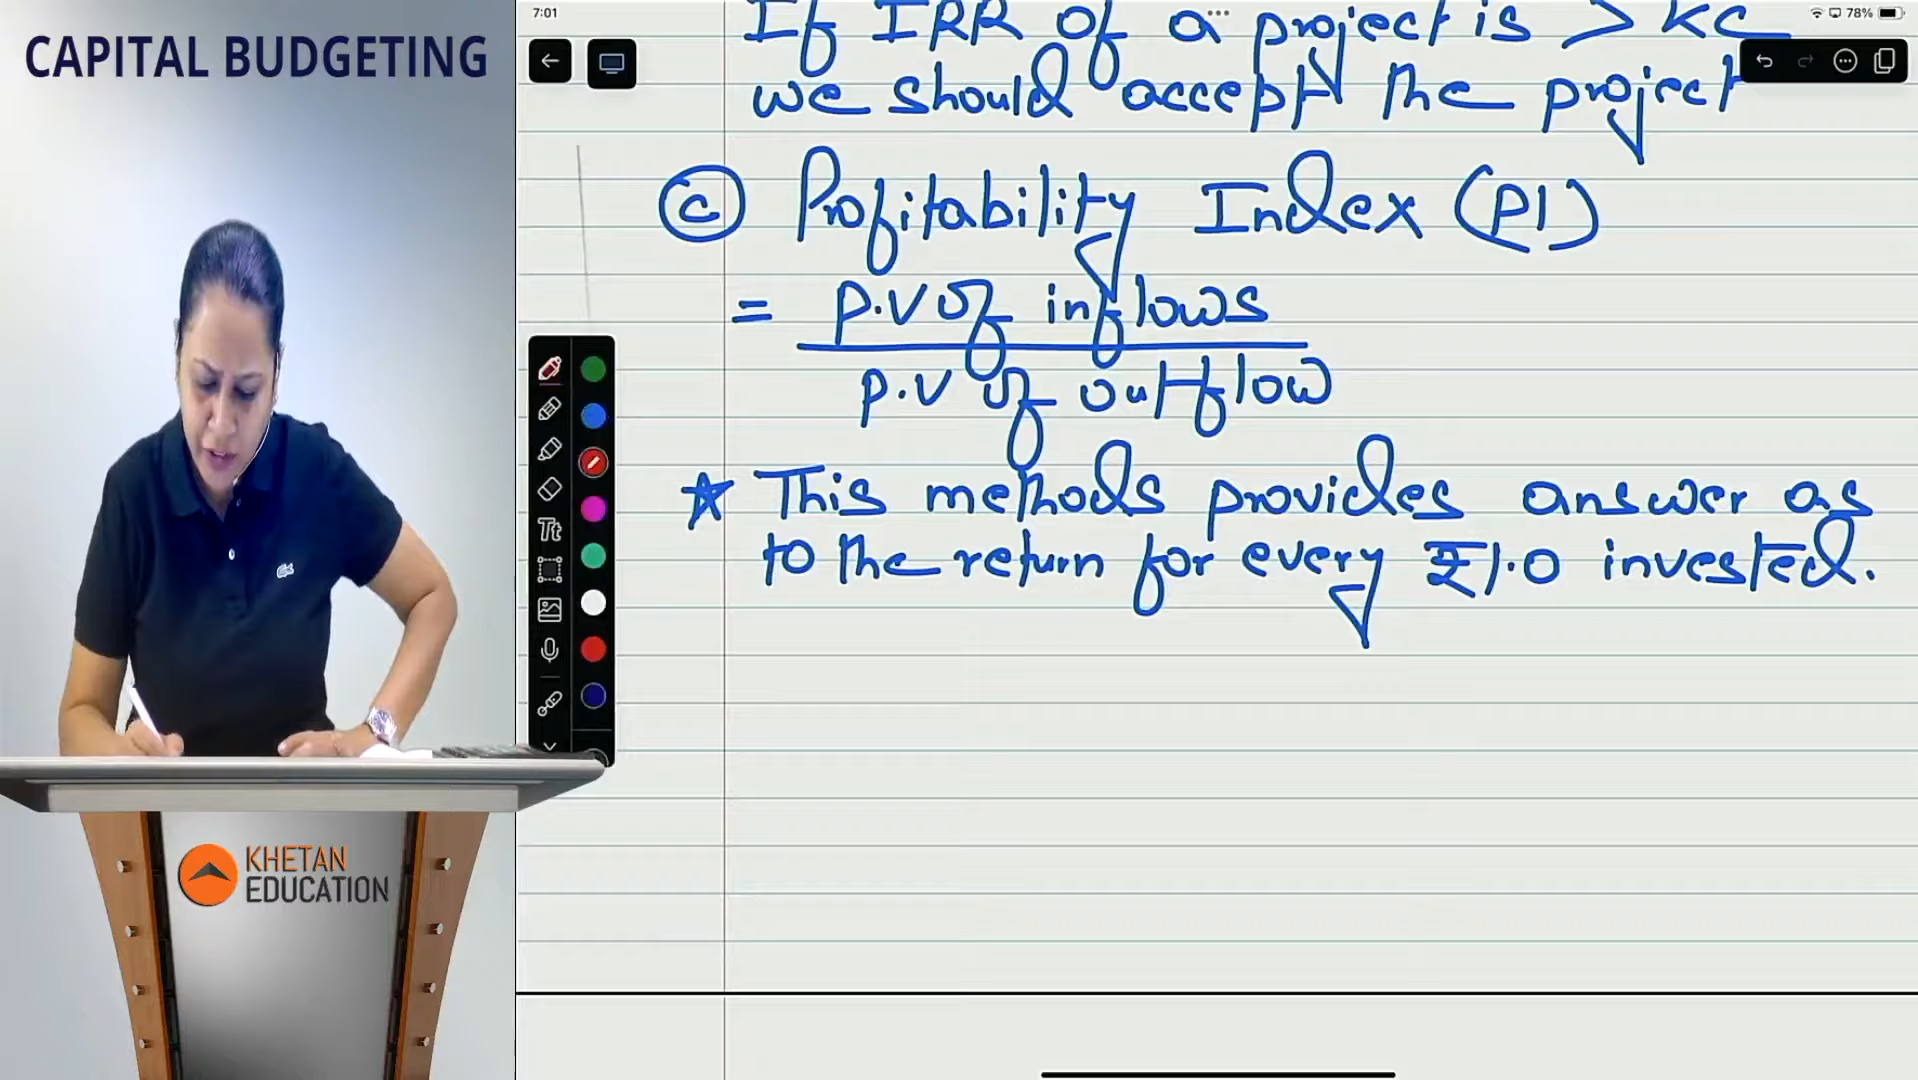 CAPITAL BUDGETING
7:01
78%
If IRR of a project is > KC
we should accept the project
c Profitability Index (PI)
= P.V of inflows
P.V of outflow
☆ This methods provides answer as
to the return for every ₹1.0 invested.
Tt
KHETAN
EDUCATION